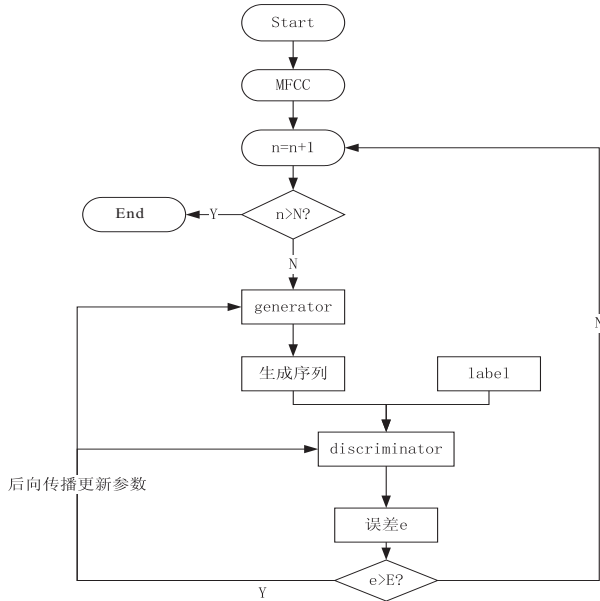 Start
MFCC
n=n+1
n>N?
Y
End
N
generator
N
生成序列
label
discriminator
后向传播更新参数
误差e
e>E?
Y